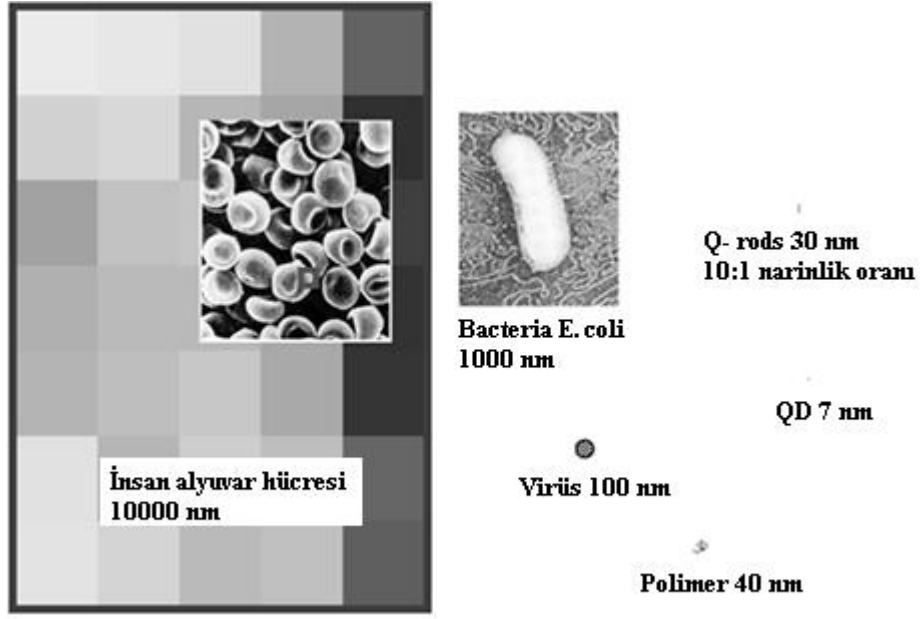 İnsan alyuvar hücresi
10000 nm
Bacteria E. coli
1000 nm
Q- rods 30 nm
10:1 narinlik oranı
QD 7 nm
Virüs 100 nm
Polimer 40 nm